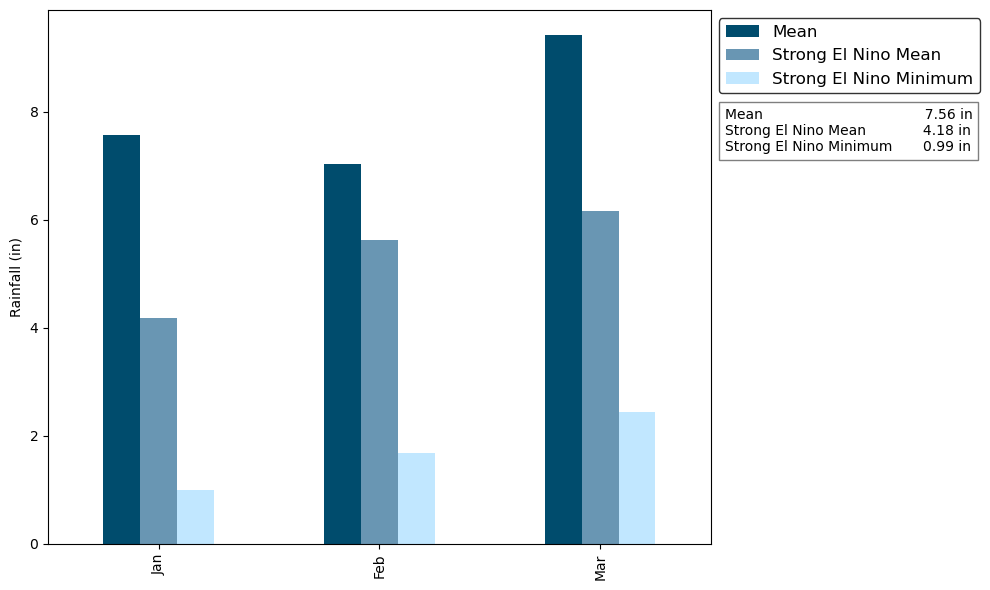 Mean
Strong El Nino Mean
Strong El Nino Minimum
Mean 7.56 in
Strong El Nino Mean 4.18 in
Strong El Nino Minimum 0.99 in
Rainfall (in)
8
6
4
2
0
Jan
Feb
Mar